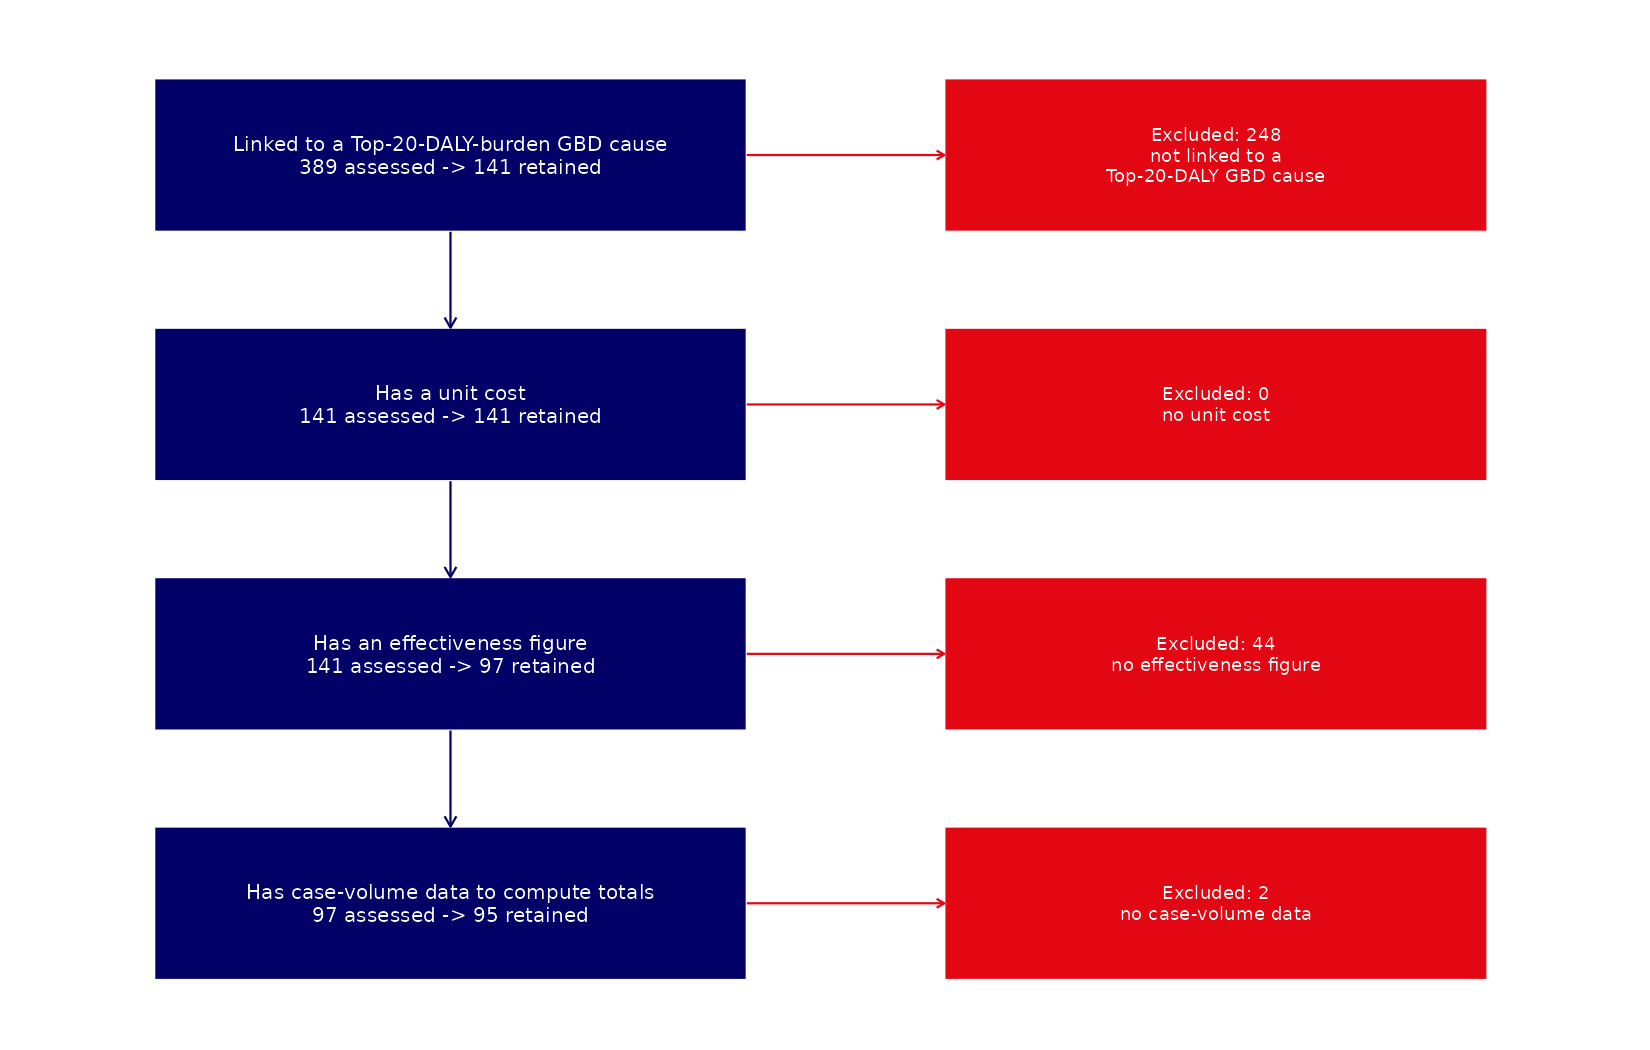 Linked to a Top-20-DALY-burden GBD cause
389 assessed -> 141 retained
Excluded: 248
not linked to a
Top-20-DALY GBD cause
Has a unit cost
141 assessed -> 141 retained
Excluded: 0
no unit cost
Has an effectiveness figure
141 assessed -> 97 retained
Excluded: 44
no effectiveness figure
Has case-volume data to compute totals
97 assessed -> 95 retained
Excluded: 2
no case-volume data